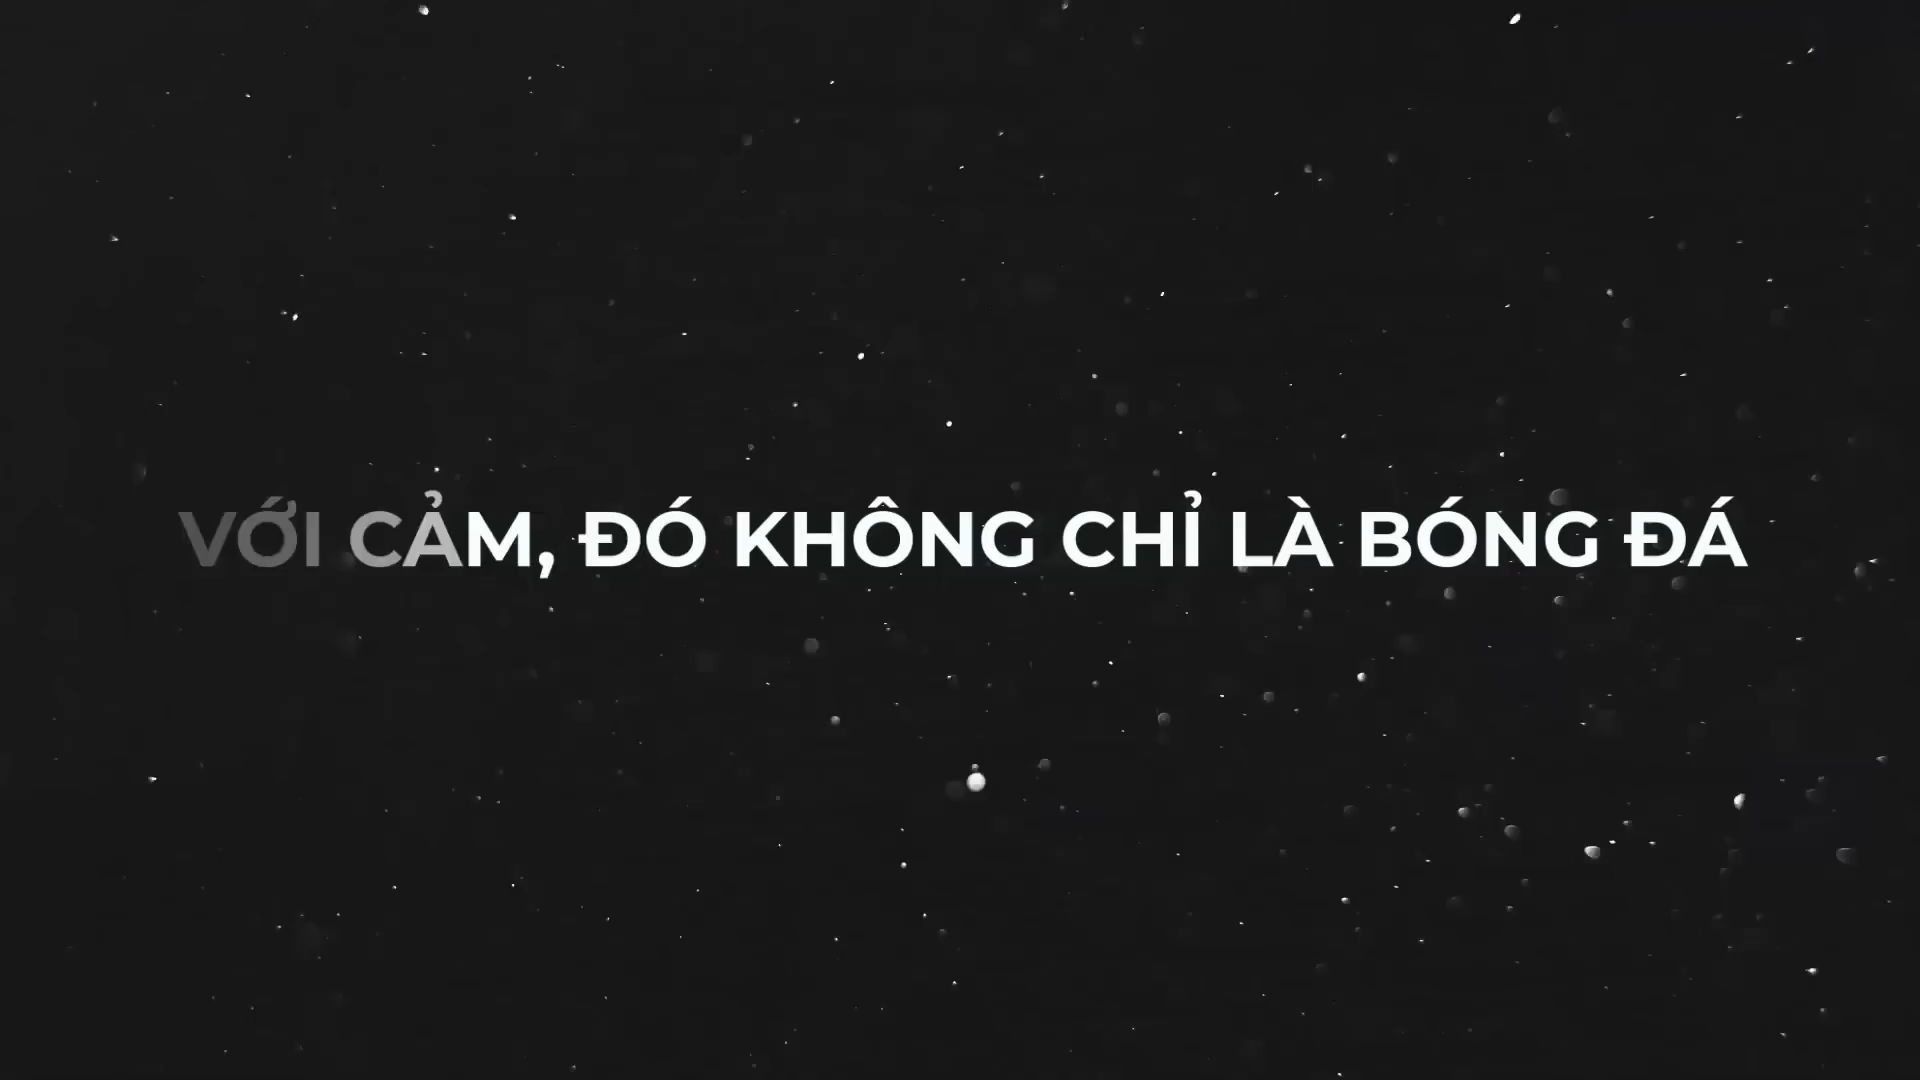 VỚI CẢM, ĐÓ KHÔNG CHỈ LÀ BÓNG ĐÁ